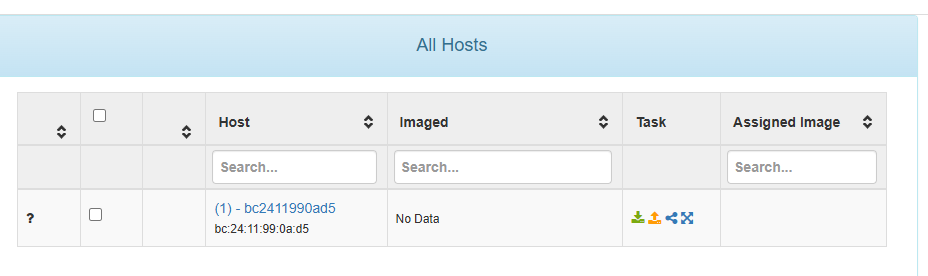 All Hosts
Host Imaged Task Assigned Image
Search... Search... Search...
? (1) - bc2411990ad5 No Data
bc:24:11:99:0a:d5